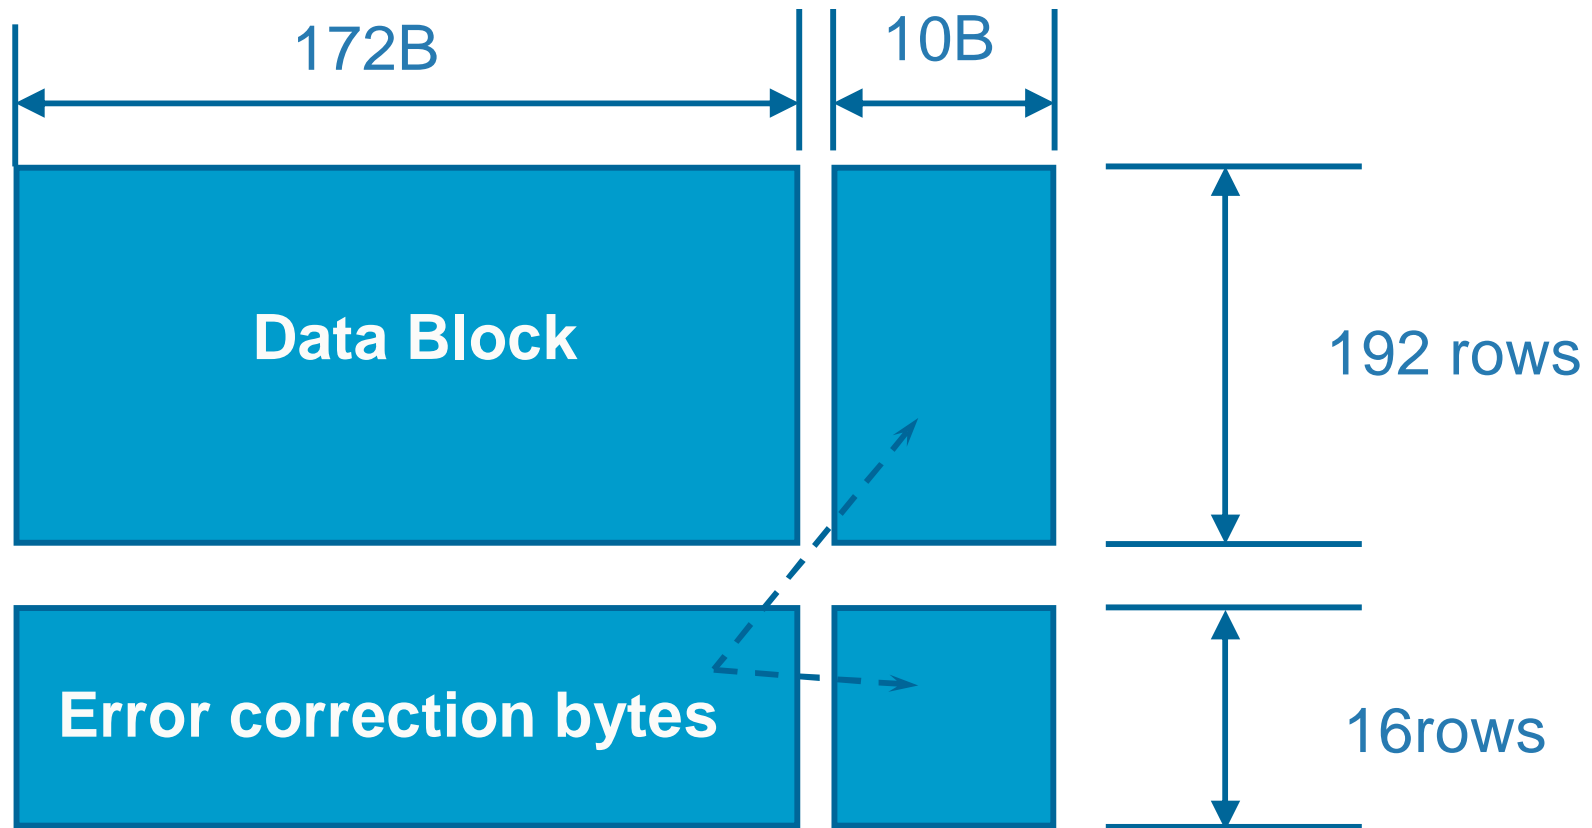 172B
10B
Data Block
192 rows
Error correction bytes
16rows